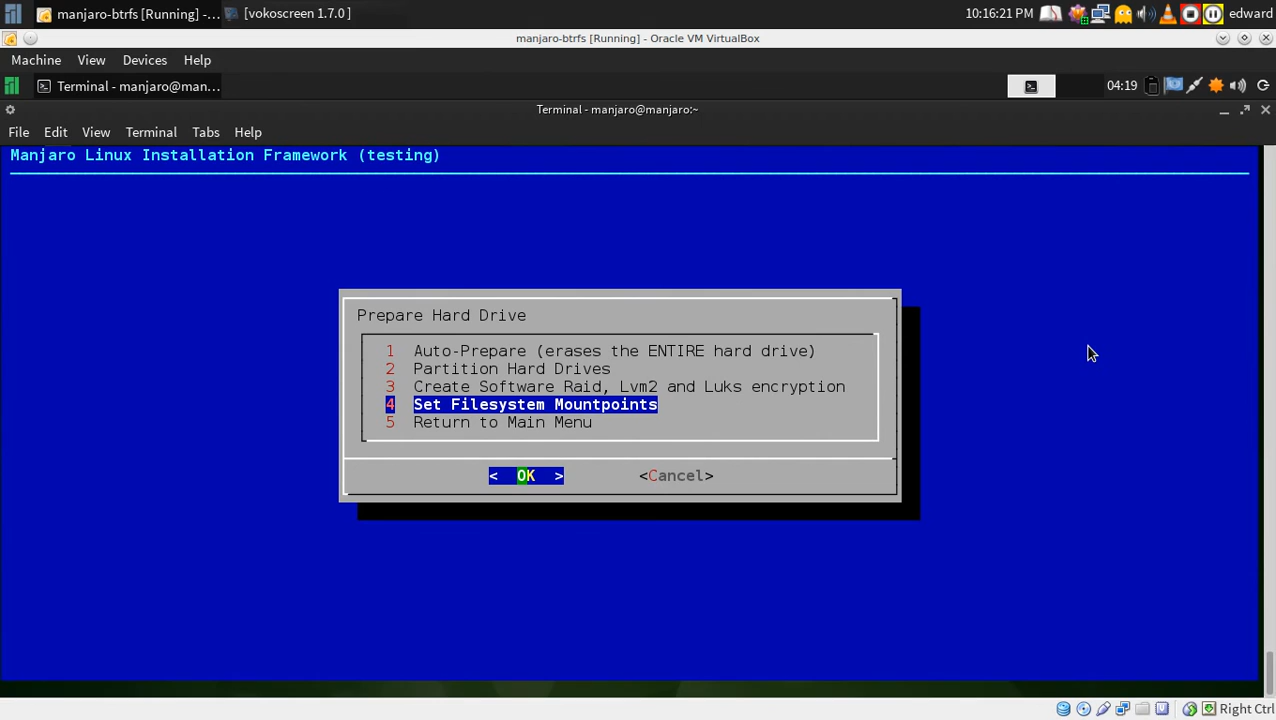 manjaro-btrfs [Running] -... [vokoscreen 1.7.0 ] 10:16:21 PM edward
manjaro-btrfs [Running] - Oracle VM VirtualBox
Machine View Devices Help
Terminal - manjaro@man... 04:19
Terminal - manjaro@manjaro:~
File Edit View Terminal Tabs Help
Manjaro Linux Installation Framework (testing)
Prepare Hard Drive
1 Auto-Prepare (erases the ENTIRE hard drive)
2 Partition Hard Drives
3 Create Software Raid, Lvm2 and Luks encryption
4 Set Filesystem Mountpoints
5 Return to Main Menu
< OK > <Cancel>
Right Ctrl